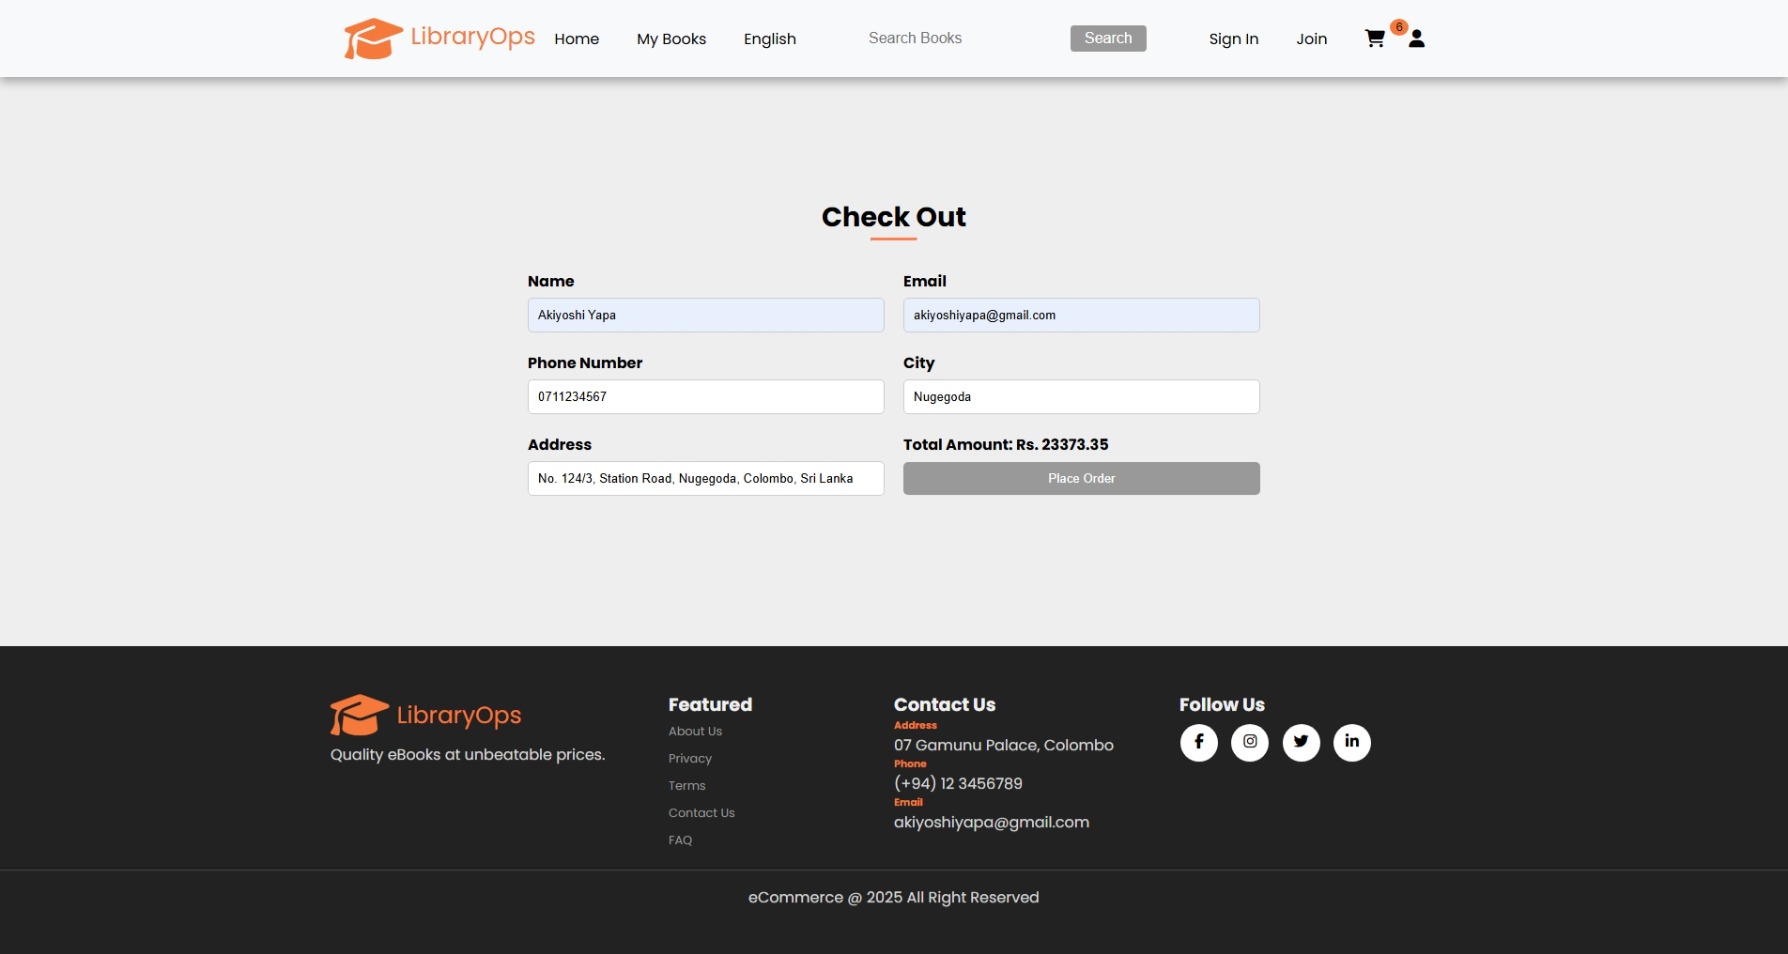 LibraryOps Home My Books English Search Books Search Sign In Join 6
Check Out
Name Email
Akiyoshi Yapa akiyoshiyapa@gmail.com
Phone Number City
0711234567 Nugegoda
Address Total Amount: Rs. 23373.35
No. 124/3, Station Road, Nugegoda, Colombo, Sri Lanka Place Order
LibraryOps
Quality eBooks at unbeatable prices.
Featured
About Us
Privacy
Terms
Contact Us
FAQ
Contact Us
Address
07 Gamunu Palace, Colombo
Phone
(+94) 12 3456789
Email
akiyoshiyapa@gmail.com
Follow Us
eCommerce @ 2025 All Right Reserved